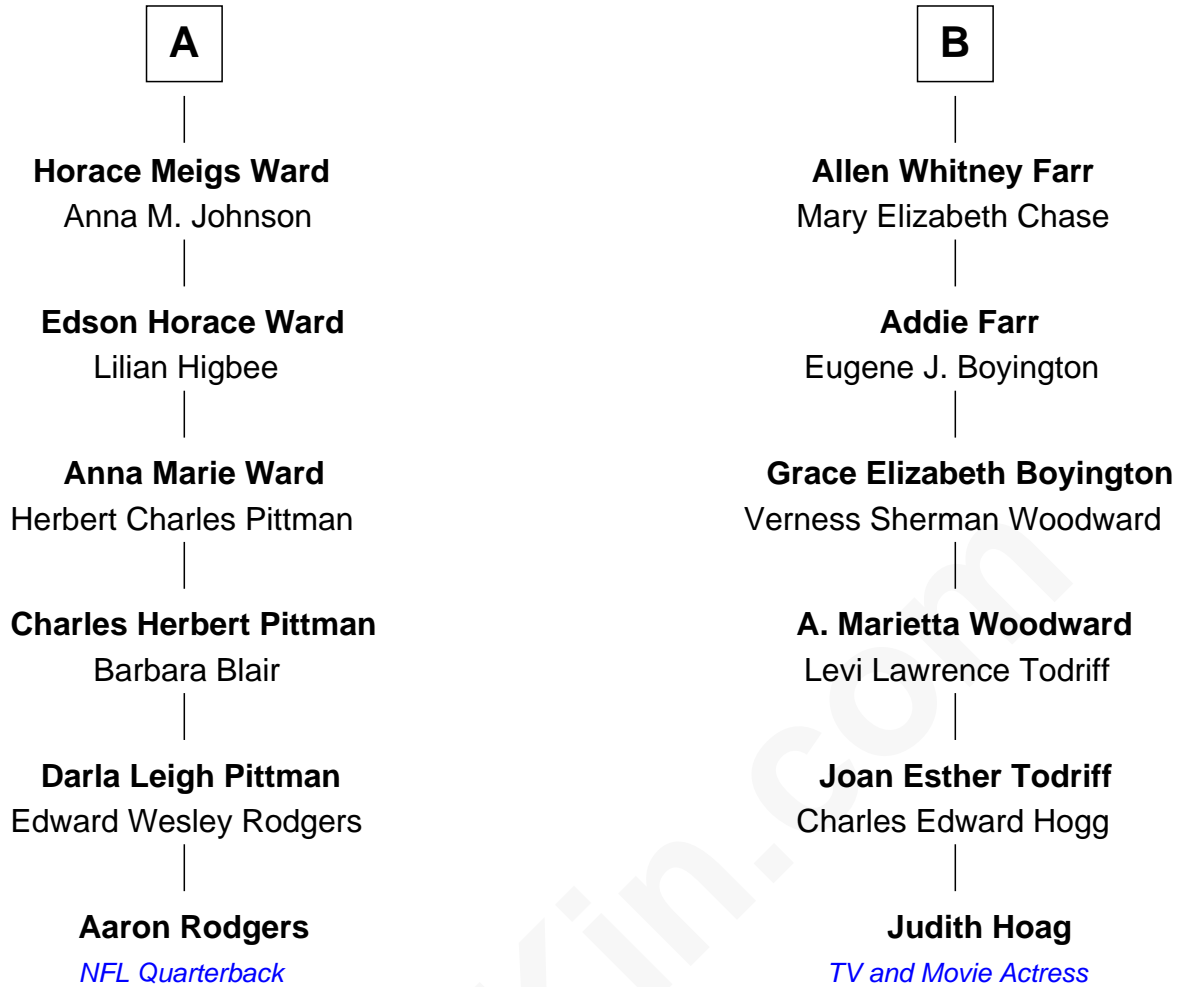 A
Horace Meigs Ward
Anna M. Johnson
Edson Horace Ward
Lilian Higbee
Anna Marie Ward
Herbert Charles Pittman
Charles Herbert Pittman
Barbara Blair
Darla Leigh Pittman
Edward Wesley Rodgers
Aaron Rodgers
NFL Quarterback
B
Allen Whitney Farr
Mary Elizabeth Chase
Addie Farr
Eugene J. Boyington
Grace Elizabeth Boyington
Verness Sherman Woodward
A. Marietta Woodward
Levi Lawrence Todriff
Joan Esther Todriff
Charles Edward Hogg
Judith Hoag
TV and Movie Actress
Kin.com